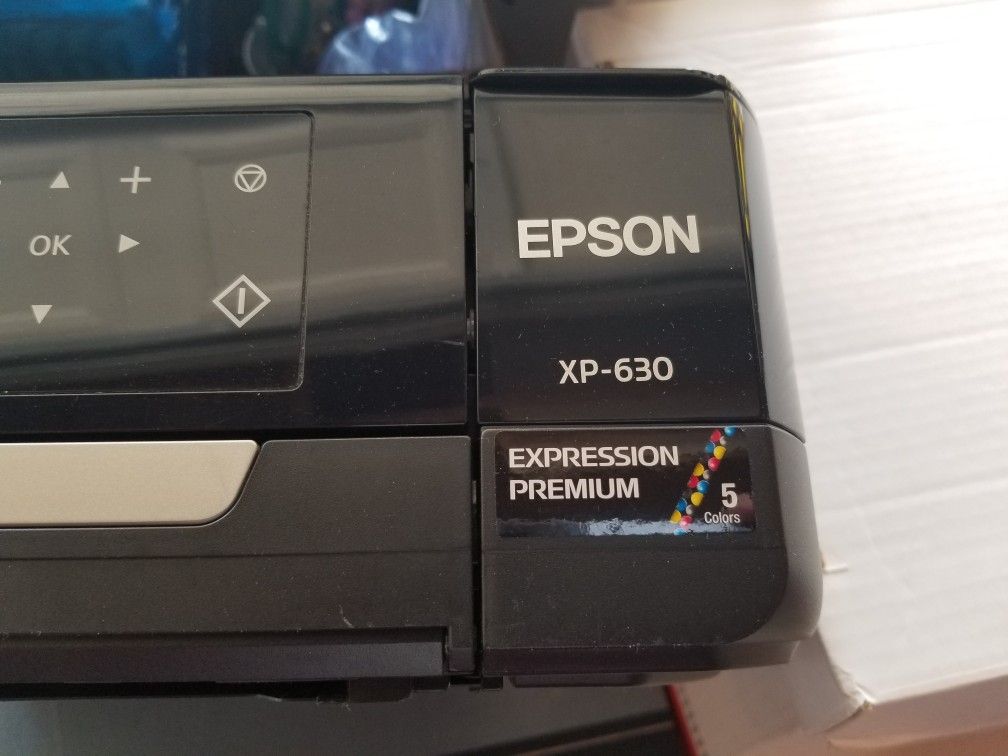 OK
EPSON
XP-630
EXPRESSION
PREMIUM
5
Colors